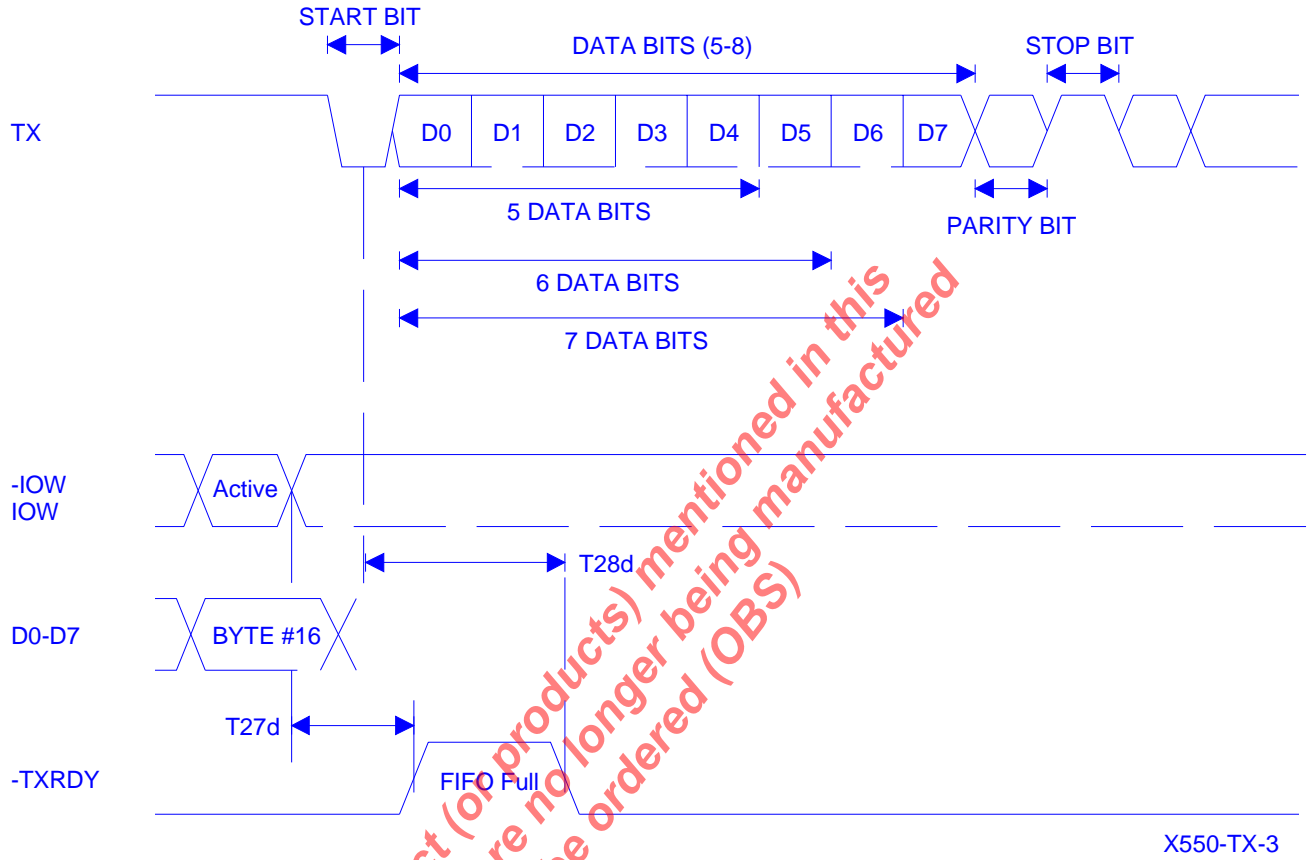 START BIT
DATA BITS (5-8)
STOP BIT
TX
D0 D1 D2 D3 D4 D5 D6 D7
5 DATA BITS
PARITY BIT
6 DATA BITS
7 DATA BITS
-IOW
IOW
Active
T28d
D0-D7
BYTE #16
T27d
-TXRDY
FIFO Full
X550-TX-3
(or products) mentioned in this
no longer being manufactured
ordered (OBS)